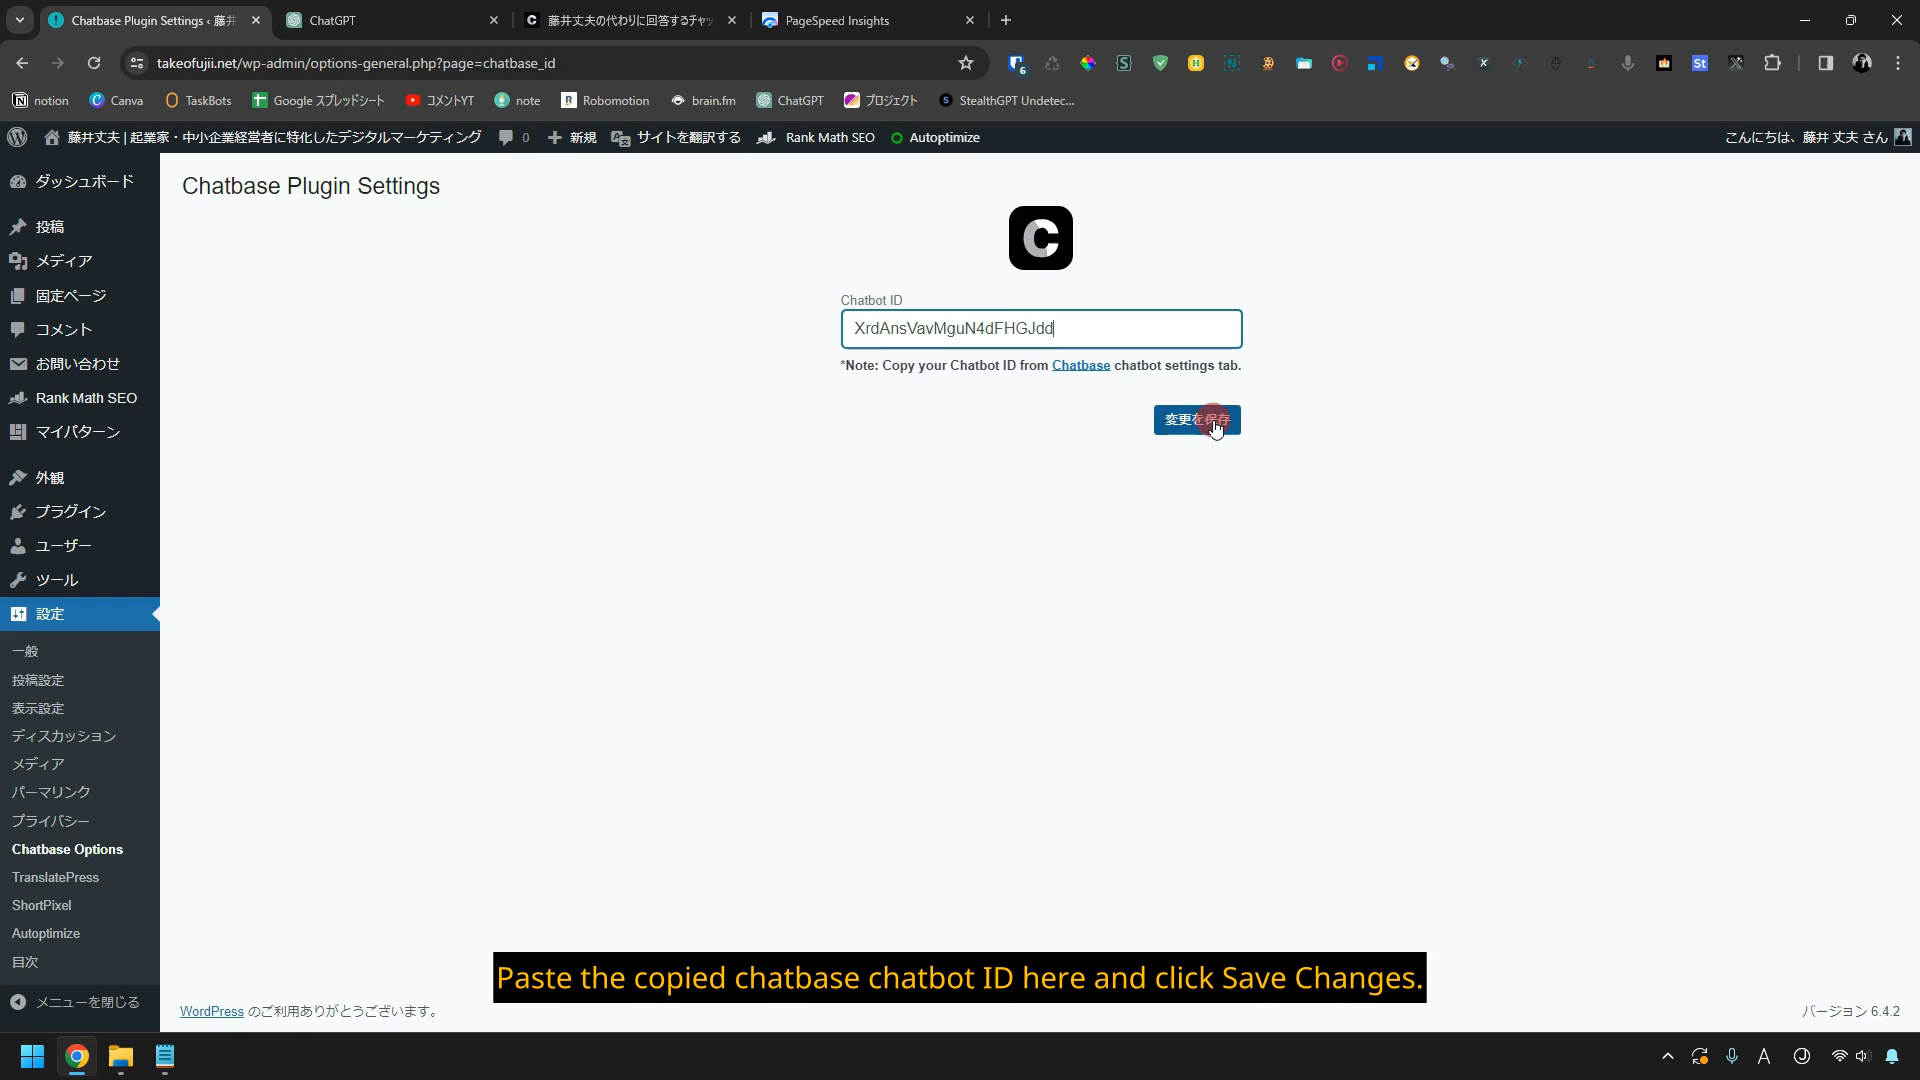 Chatbase Plugin Settings ‹ 藤井
ChatGPT
藤井丈夫の代わりに回答するチャッ
PageSpeed Insights
takeofujii.net/wp-admin/options-general.php?page=chatbase_id
6
St
notion
Canva
TaskBots
Google スプレッドシート
コメントYT
note
Robomotion
brain.fm
ChatGPT
プロジェクト
StealthGPT Undetec...
藤井丈夫 | 起業家・中小企業経営者に特化したデジタルマーケティング
0
新規
サイトを翻訳する
Rank Math SEO
Autoptimize
こんにちは、藤井 丈夫 さん
ダッシュボード
投稿
メディア
固定ページ
コメント
お問い合わせ
Rank Math SEO
マイパターン
外観
プラグイン
ユーザー
ツール
設定
一般
投稿設定
表示設定
ディスカッション
メディア
パーマリンク
プライバシー
Chatbase Options
TranslatePress
ShortPixel
Autoptimize
目次
メニューを閉じる
Chatbase Plugin Settings
C
Chatbot ID
XrdAnsVavMguN4dFHGJdd
*Note: Copy your Chatbot ID from Chatbase chatbot settings tab.
変更を保存
Paste the copied chatbase chatbot ID here and click Save Changes.
WordPress のご利用ありがとうございます。
バージョン 6.4.2
A